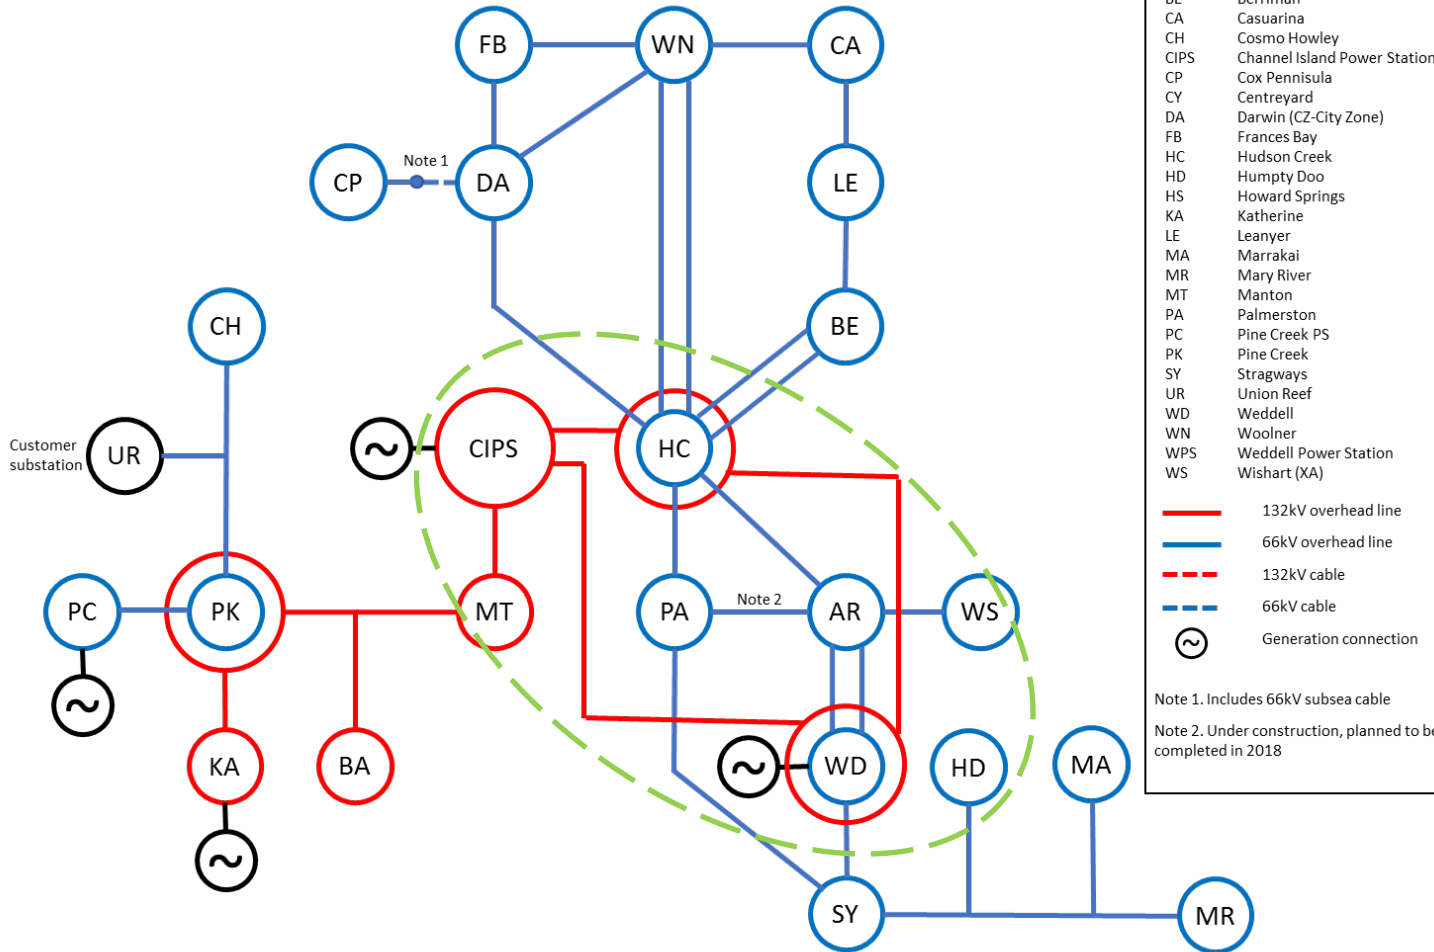 FB
WN
CA
CP
Note 1
DA
LE
CH
BE
Customer
substation
UR
CIPS
HC
PC
PK
MT
PA
Note 2
AR
WS
KA
BA
WD
HD
MA
SY
MR
BE Berriman
CA Casuarina
CH Cosmo Howley
CIPS Channel Island Power Station
CP Cox Pennisula
CY Centreyard
DA Darwin (CZ-City Zone)
FB Frances Bay
HC Hudson Creek
HD Humpty Doo
HS Howard Springs
KA Katherine
LE Leanyer
MA Marrakai
MR Mary River
MT Manton
PA Palmerston
PC Pine Creek PS
PK Pine Creek
SY Stragways
UR Union Reef
WD Weddell
WN Woolner
WPS Weddell Power Station
WS Wishart (XA)
132kV overhead line
66kV overhead line
132kV cable
66kV cable
Generation connection
Note 1. Includes 66kV subsea cable
Note 2. Under construction, planned to be
completed in 2018